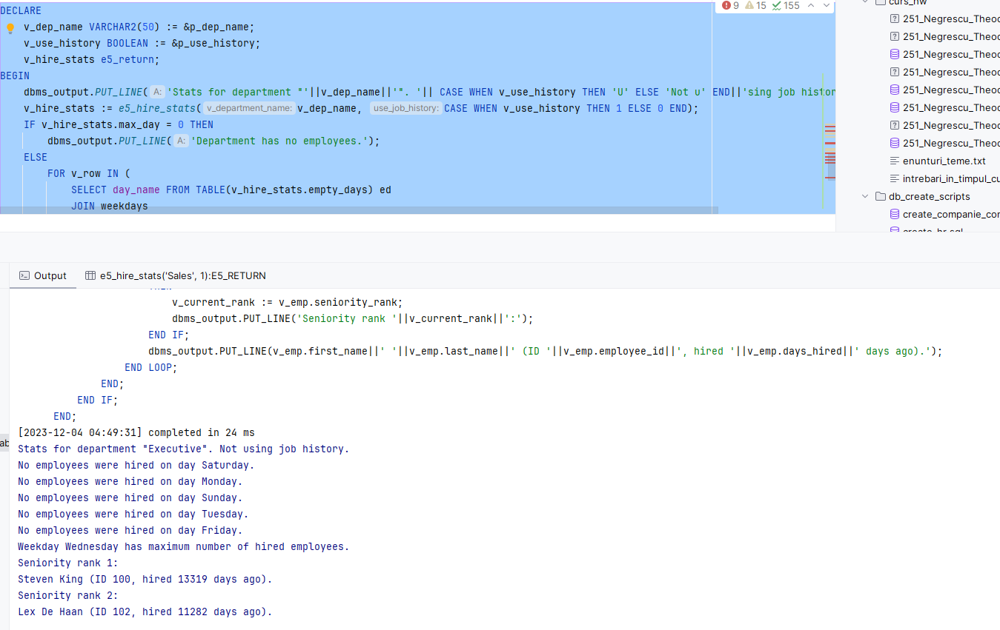 DECLARE
v_dep_name VARCHAR2(50) := &p_dep_name;
v_use_history BOOLEAN := &p_use_history;
v_hire_stats e5_return;
BEGIN
dbms_output.PUT_LINE( A: 'Stats for department "'||v_dep_name||'". '|| CASE WHEN v_use_history THEN 'U' ELSE 'Not u' END||'sing job histor
v_hire_stats := e5_hire_stats( v_department_name: v_dep_name, use_job_history: CASE WHEN v_use_history THEN 1 ELSE 0 END);
IF v_hire_stats.max_day = 0 THEN
dbms_output.PUT_LINE( A: 'Department has no employees.');
ELSE
FOR v_row IN (
SELECT day_name FROM TABLE(v_hire_stats.empty_days) ed
JOIN weekdays
9 15 155
curs_hw
251_Negrescu_Theoc
251_Negrescu_Theoc
251_Negrescu_Theoc
251_Negrescu_Theoc
251_Negrescu_Theoc
251_Negrescu_Theoc
251_Negrescu_Theoc
251_Negrescu_Theoc
enunturi_teme.txt
intrebari_in_timpul_cu
db_create_scripts
create_companie_cor
create_hr.sql
Output e5_hire_stats('Sales', 1):E5_RETURN
THEN
v_current_rank := v_emp.seniority_rank;
dbms_output.PUT_LINE('Seniority rank '||v_current_rank||':');
END IF;
dbms_output.PUT_LINE(v_emp.first_name||' '||v_emp.last_name||' (ID '||v_emp.employee_id||', hired '||v_emp.days_hired||' days ago).');
END LOOP;
END;
END IF;
END;
[2023-12-04 04:49:31] completed in 24 ms
ab
Stats for department "Executive". Not using job history.
No employees were hired on day Saturday.
No employees were hired on day Monday.
No employees were hired on day Sunday.
No employees were hired on day Tuesday.
No employees were hired on day Friday.
Weekday Wednesday has maximum number of hired employees.
Seniority rank 1:
Steven King (ID 100, hired 13319 days ago).
Seniority rank 2:
Lex De Haan (ID 102, hired 11282 days ago).